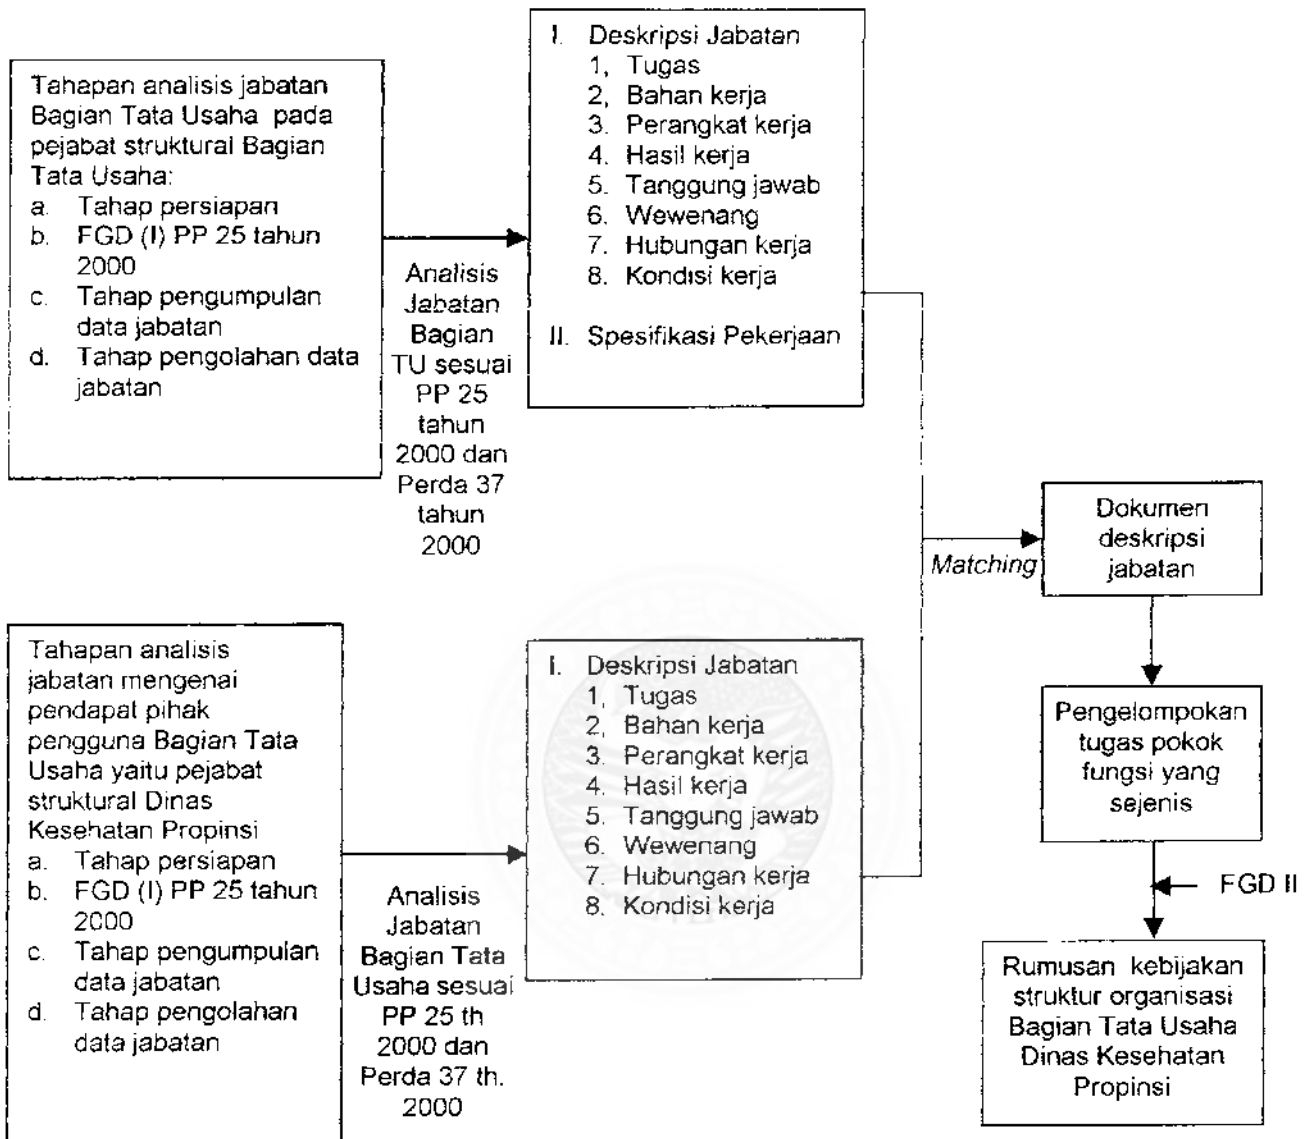 Tahapan analisis jabatan
Bagian Tata Usaha pada
pejabat struktural Bagian
Tata Usaha:
a. Tahap persiapan
b. FGD (I) PP 25 tahun
2000
c. Tahap pengumpulan
data jabatan
d. Tahap pengolahan data
jabatan
Analisis
Jabatan
Bagian
TU sesuai
PP 25
tahun
2000 dan
Perda 37
tahun
2000
I. Deskripsi Jabatan
1, Tugas
2, Bahan kerja
3. Perangkat kerja
4. Hasil kerja
5. Tanggung jawab
6. Wewenang
7. Hubungan kerja
8. Kondisi kerja
II. Spesifikasi Pekerjaan
Tahapan analisis
jabatan mengenai
pendapat pihak
pengguna Bagian Tata
Usaha yaitu pejabat
struktural Dinas
Kesehatan Propinsi
a. Tahap persiapan
b. FGD (I) PP 25 tahun
2000
c. Tahap pengumpulan
data jabatan
d. Tahap pengolahan
data jabatan
Analisis
Jabatan
Bagian Tata
Usaha sesuai
PP 25 th
2000 dan
Perda 37 th.
2000
I. Deskripsi Jabatan
1, Tugas
2, Bahan kerja
3. Perangkat kerja
4. Hasil kerja
5. Tanggung jawab
6. Wewenang
7. Hubungan kerja
8. Kondisi kerja
Matching
Dokumen
deskripsi
jabatan
Pengelompokan
tugas pokok
fungsi yang
sejenis
FGD II
Rumusan kebijakan
struktur organisasi
Bagian Tata Usaha
Dinas Kesehatan
Propinsi